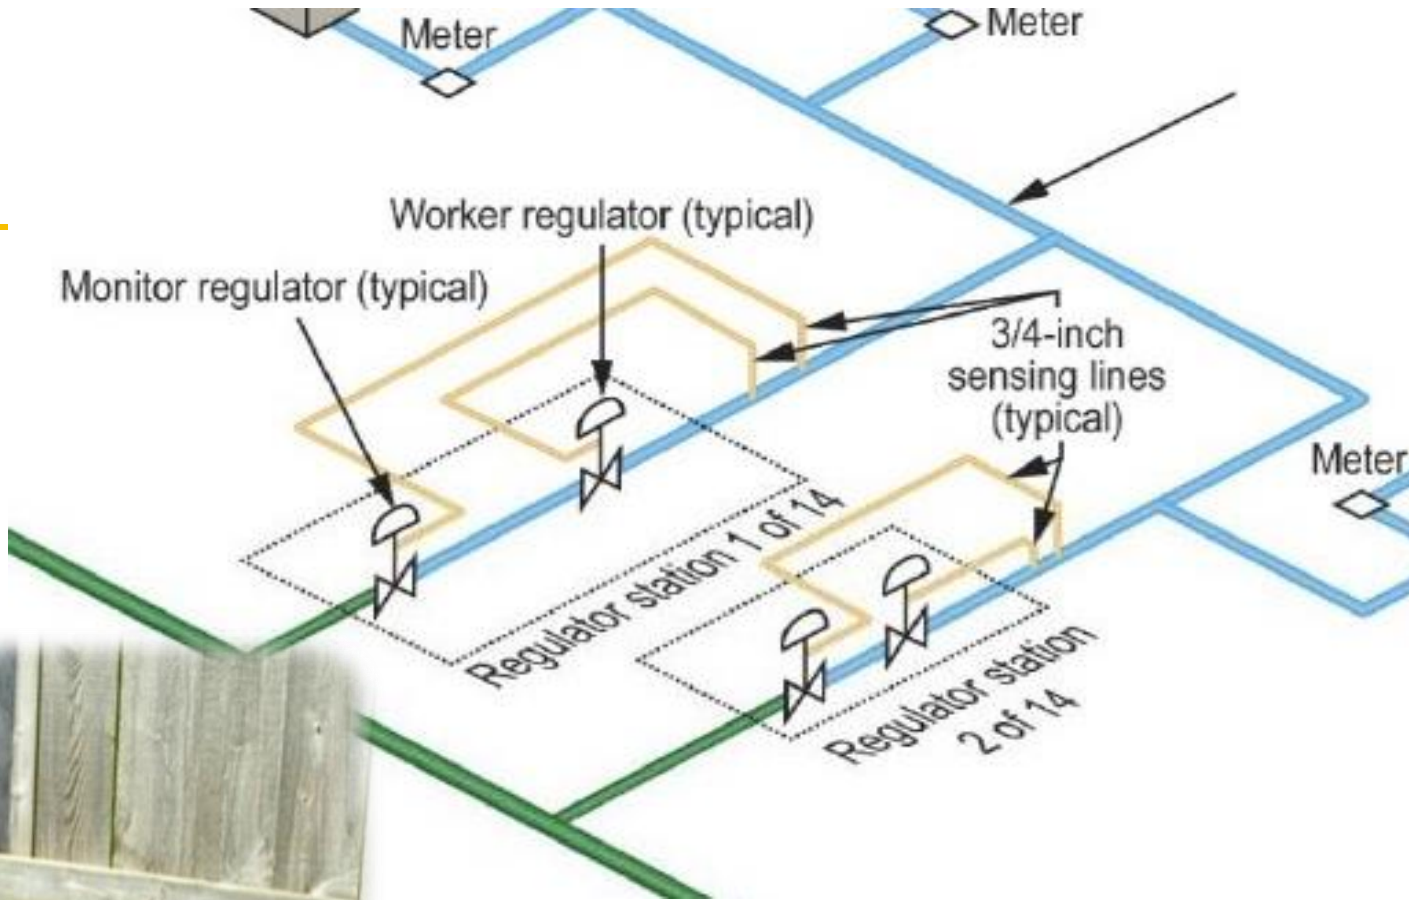 Meter
Meter
Worker regulator (typical)
Monitor regulator (typical)
3/4-inch
sensing lines
(typical)
Meter
Regulator station 1 of 14
Regulator station
2 of 14